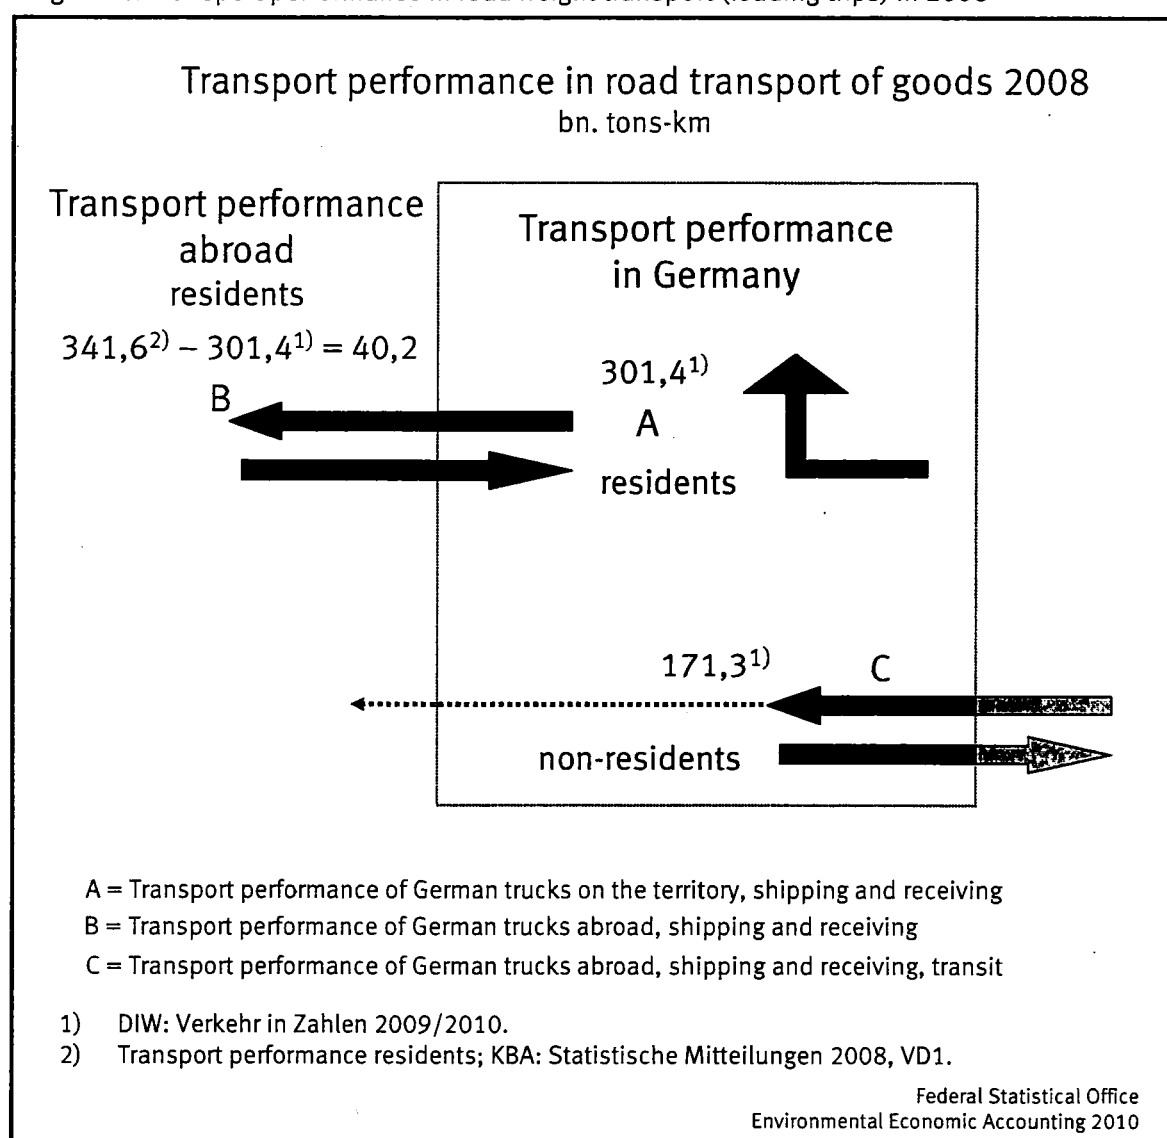 Transport performance in road transport of goods 2008
bn. tons-km
Transport performance
abroad
residents
341,6²⁾ – 301,4¹⁾ = 40,2
B
Transport performance
in Germany
301,4¹⁾
A
residents
171,3¹⁾
C
non-residents
A = Transport performance of German trucks on the territory, shipping and receiving
B = Transport performance of German trucks abroad, shipping and receiving
C = Transport performance of German trucks abroad, shipping and receiving, transit
1) DIW: Verkehr in Zahlen 2009/2010.
2) Transport performance residents; KBA: Statistische Mitteilungen 2008, VD1.
Federal Statistical Office
Environmental Economic Accounting 2010